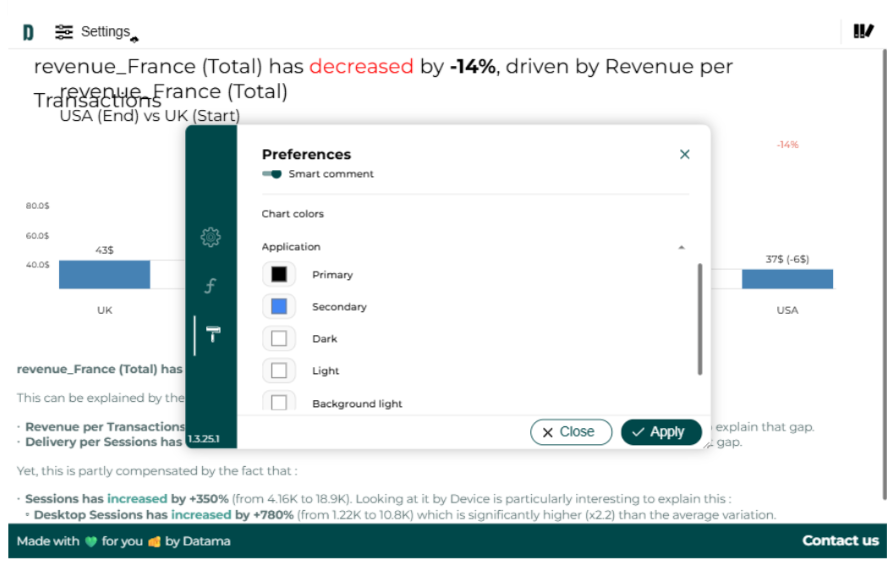 D Settings
revenue_France (Total) has decreased by -14%, driven by Revenue per
Transactions
revenue_France (Total)
USA (End) vs UK (Start)
Preferences
Smart comment
-14%
80.0$
Chart colors
60.0$
Application
43$
40.0$
37$ (-6$)
Primary
UK
Secondary
USA
Dark
revenue_France (Total) has
Light
This can be explained by the
Background light
· Revenue per Transactions
explain that gap.
· Delivery per Sessions has
gap.
1.3.25.1
Close
Apply
Yet, this is partly compensated by the fact that :
· Sessions has increased by +350% (from 4.16K to 18.9K). Looking at it by Device is particularly interesting to explain this :
▫ Desktop Sessions has increased by +780% (from 1.22K to 10.8K) which is significantly higher (x2.2) than the average variation.
Made with 💚 for you 🧀 by Datama
Contact us